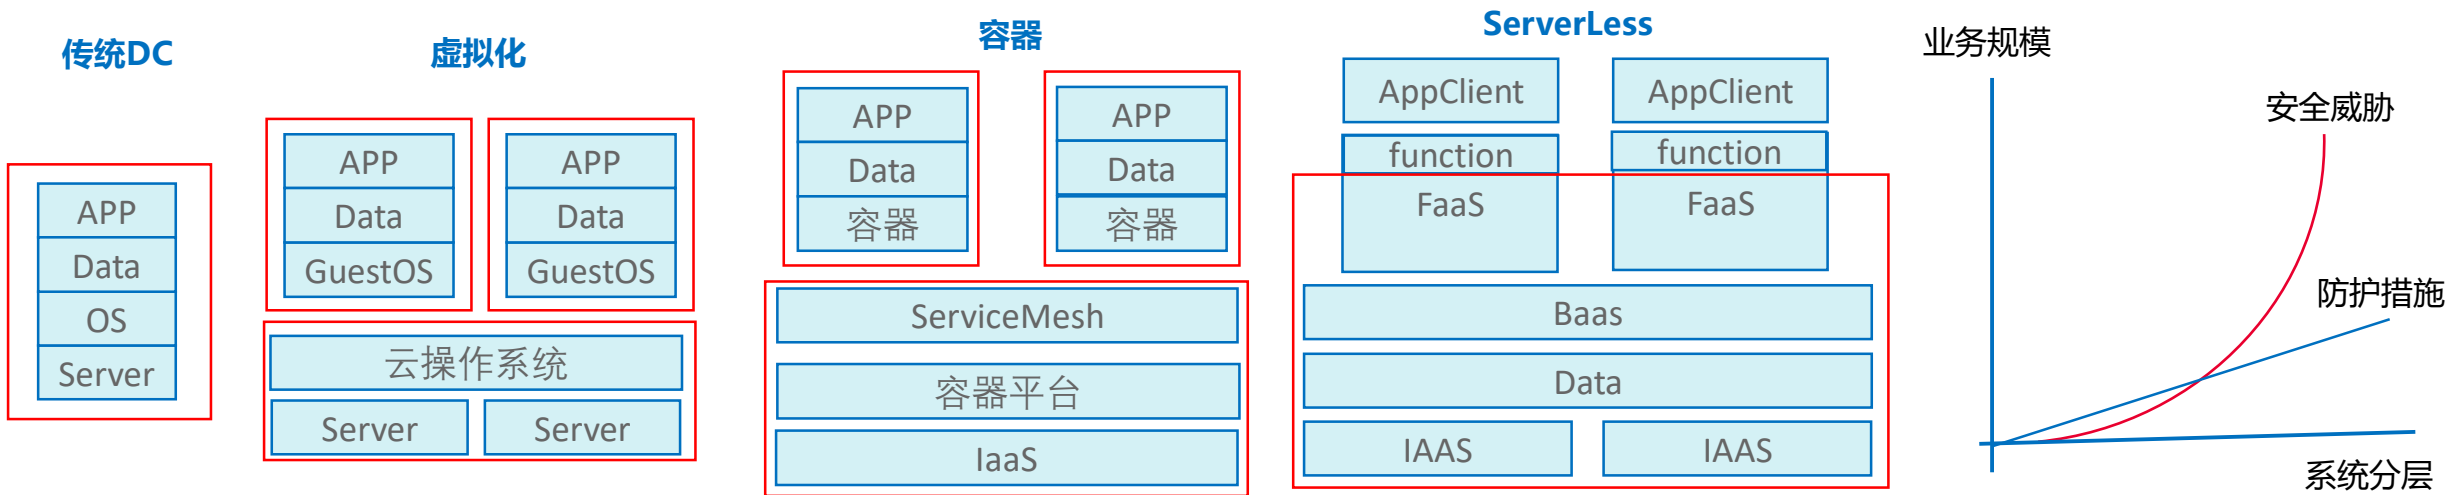 传统DC
APP
Data
OS
Server
虚拟化
APP
Data
GuestOS
APP
Data
GuestOS
云操作系统
Server
Server
容器
APP
Data
容器
APP
Data
容器
ServiceMesh
容器平台
IaaS
ServerLess
AppClient
function
FaaS
AppClient
function
FaaS
Baas
Data
IAAS
IAAS
业务规模
安全威胁
防护措施
系统分层